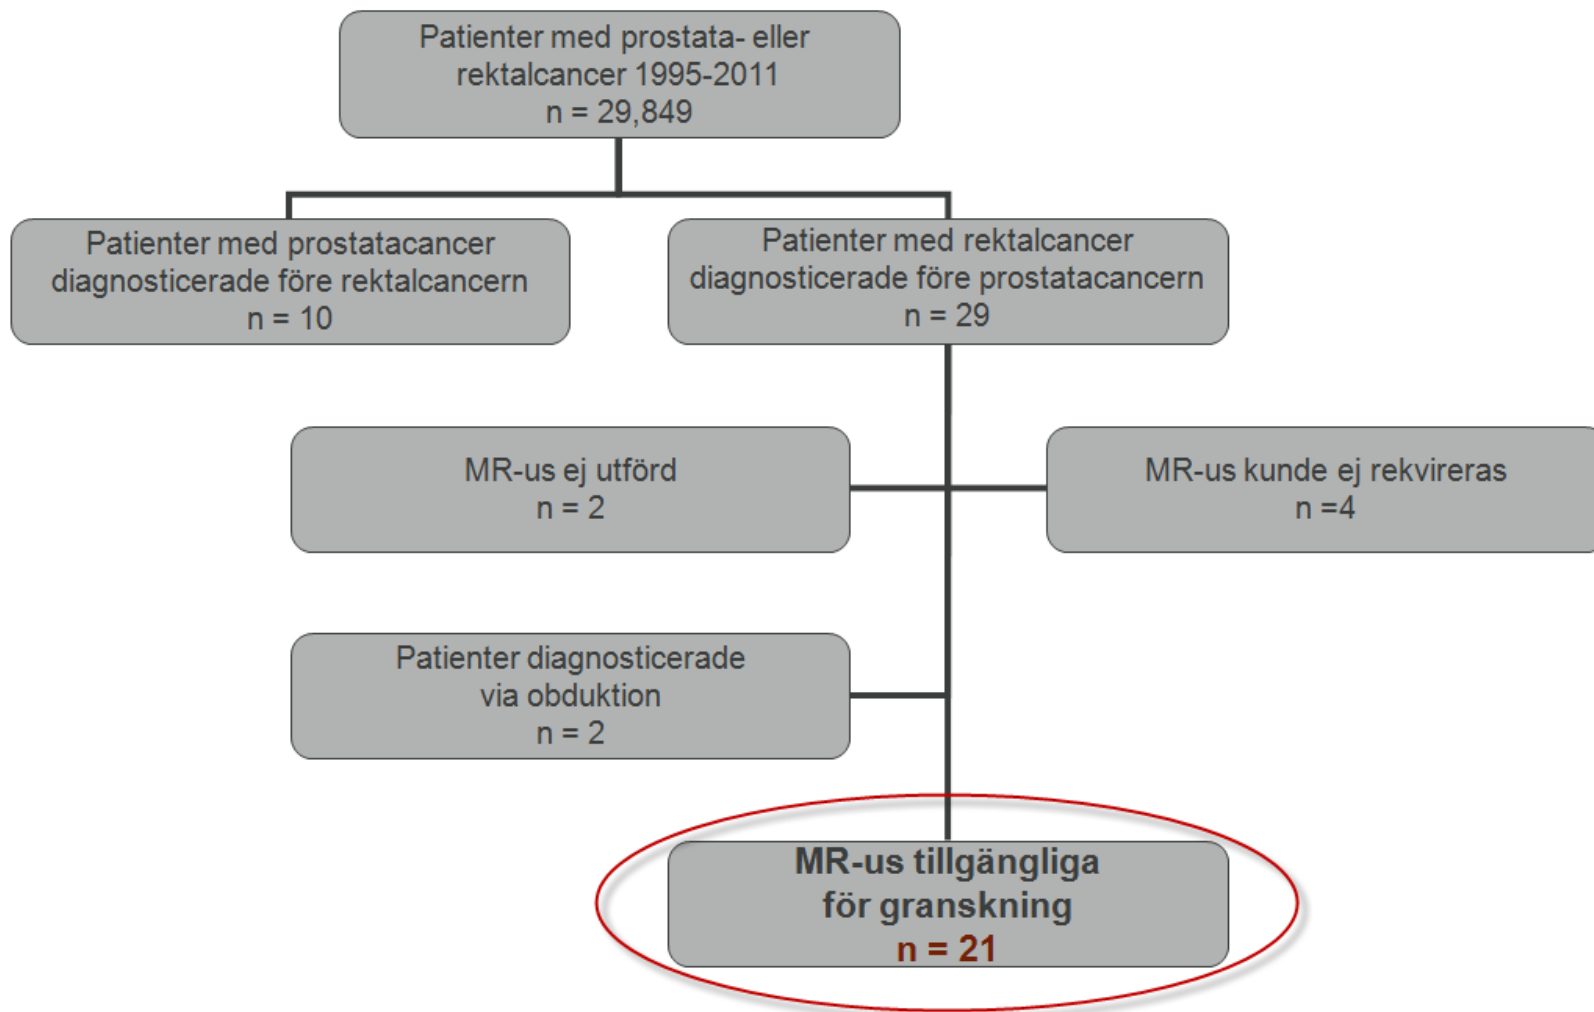 Patienter med prostata- eller
rektalcancer 1995-2011
n = 29,849
Patienter med prostatacancer
diagnosticerade före rektalcancern
n = 10
Patienter med rektalcancer
diagnosticerade före prostatacancern
n = 29
MR-us ej utförd
n = 2
MR-us kunde ej rekvireras
n =4
Patienter diagnosticerade
via obduktion
n = 2
MR-us tillgängliga
för granskning
n = 21